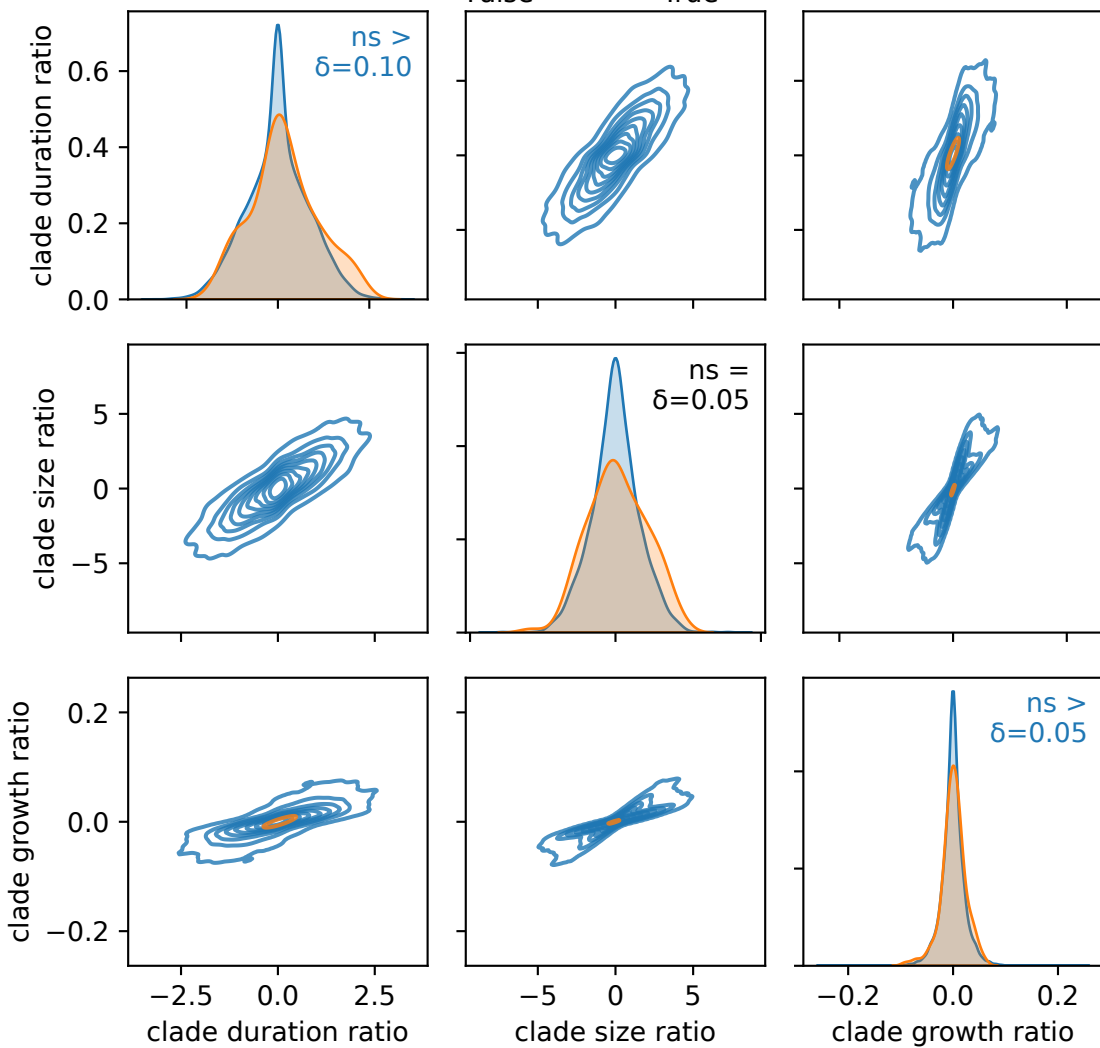 clade duration ratio
0.6
0.4
0.2
0.0
ns >
δ=0.10
clade size ratio
5
0
−5
ns =
δ=0.05
clade growth ratio
0.2
0.0
−0.2
ns >
δ=0.05
−2.5 0.0 2.5
−5 0 5
−0.2 0.0 0.2
clade duration ratio
clade size ratio
clade growth ratio